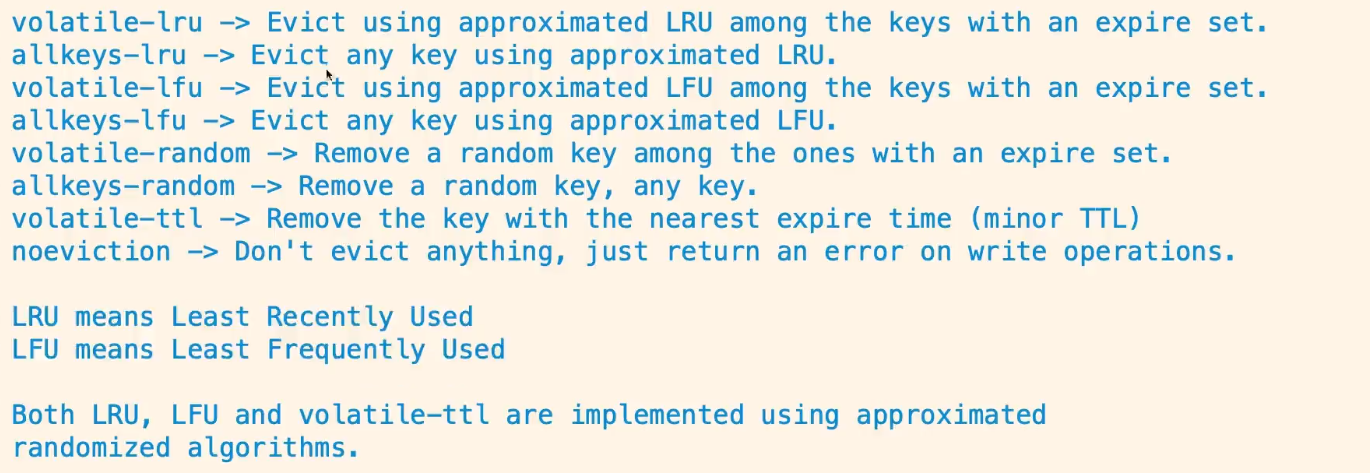 volatile-lru -> Evict using approximated LRU among the keys with an expire set.
allkeys-lru -> Evict any key using approximated LRU.
volatile-lfu -> Evict using approximated LFU among the keys with an expire set.
allkeys-lfu -> Evict any key using approximated LFU.
volatile-random -> Remove a random key among the ones with an expire set.
allkeys-random -> Remove a random key, any key.
volatile-ttl -> Remove the key with the nearest expire time (minor TTL)
noeviction -> Don't evict anything, just return an error on write operations.
LRU means Least Recently Used
LFU means Least Frequently Used
Both LRU, LFU and volatile-ttl are implemented using approximated
randomized algorithms.